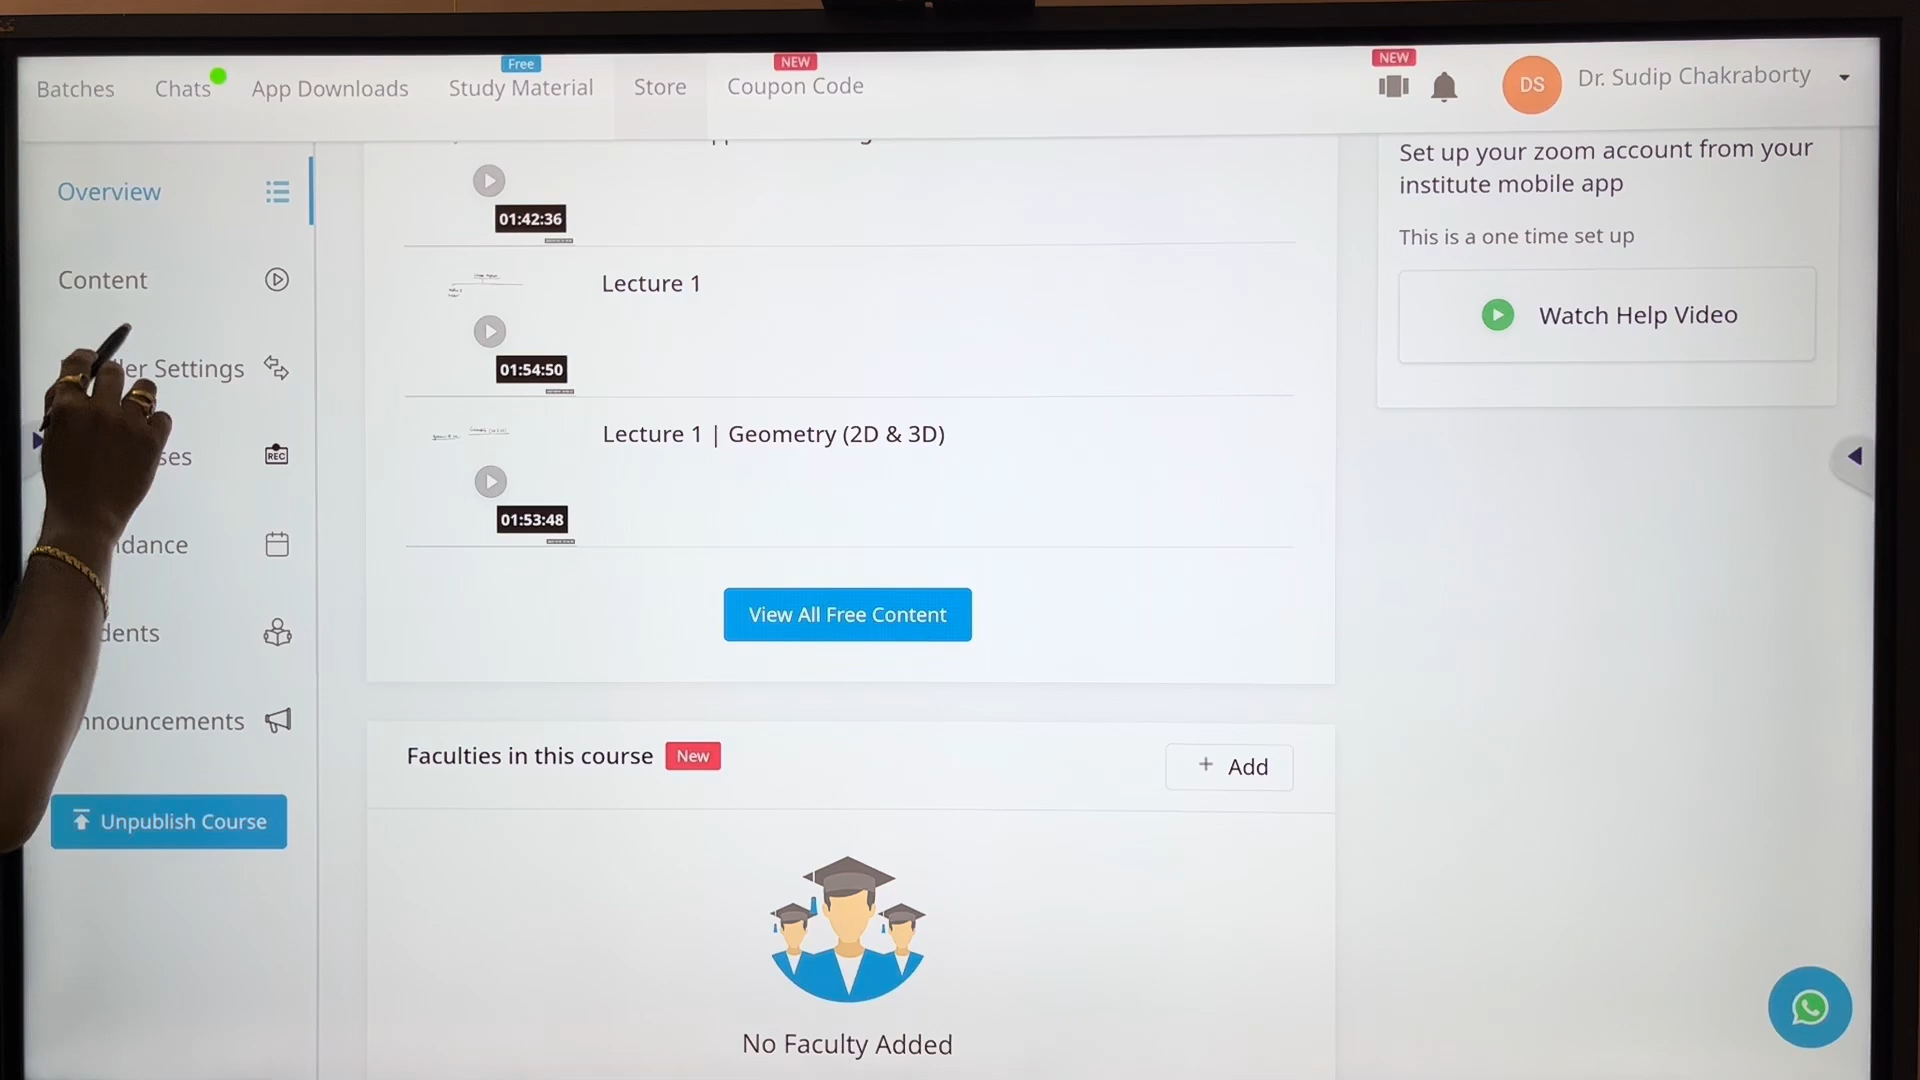 Batches
Chats
App Downloads
Free
Study Material
Store
NEW
Coupon Code
NEW
DS
Dr. Sudip Chakraborty
Overview
Content
ler Settings
REC
ses
dance
dents
nnouncements
Unpublish Course
01:42:36
Lecture 1
01:54:50
Lecture 1 | Geometry (2D & 3D)
01:53:48
View All Free Content
Faculties in this course
New
+ Add
No Faculty Added
Set up your zoom account from your
institute mobile app
This is a one time set up
Watch Help Video